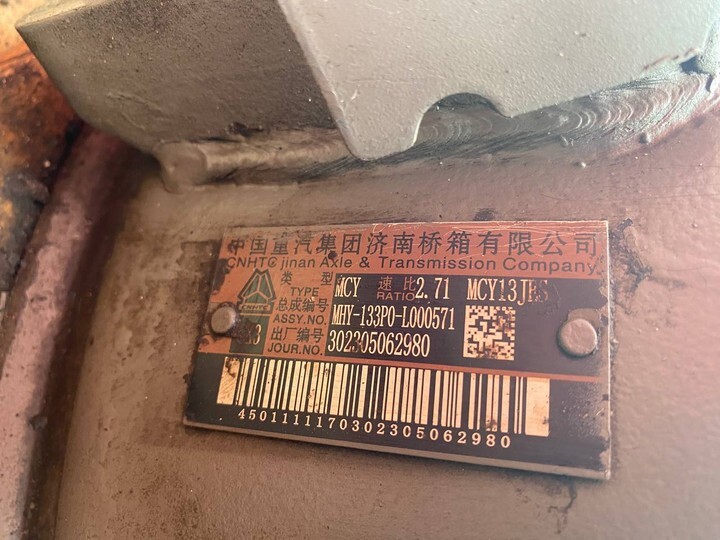 中国重汽集团济南桥箱有限公司
CNHTC jinan Axle & Transmission Company
类 型 MCY 速 比 2.71 MCY13JES
TYPE RATIO
总成编号 MHY-133P0-L000571
ASSY.NO.
出厂编号 302305062980
JOUR.NO.
45011111170302305062980